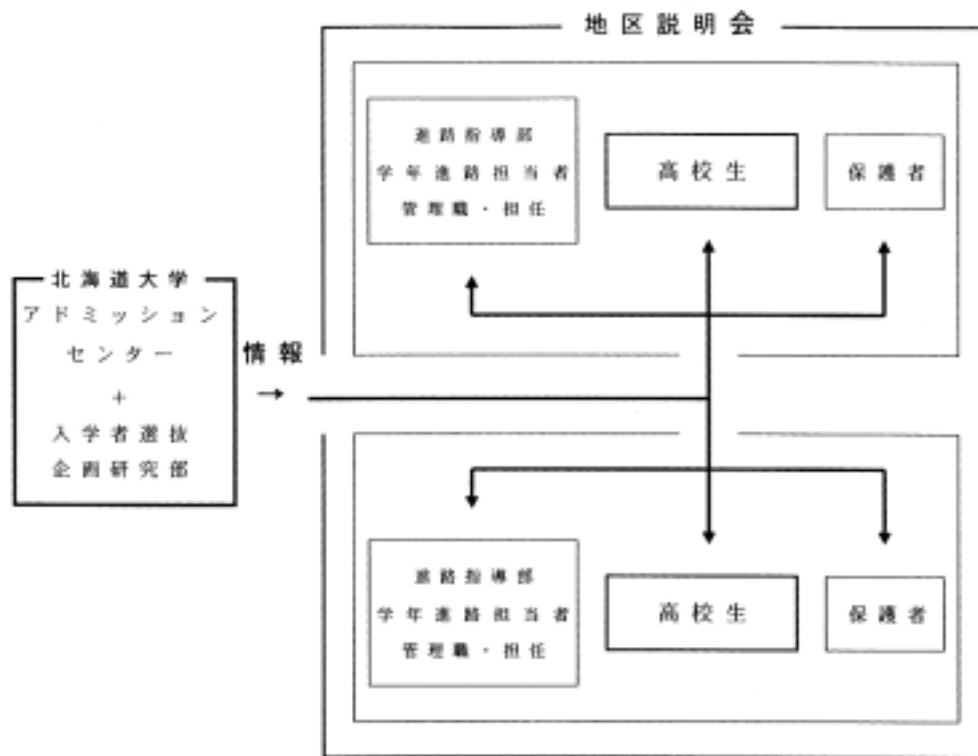 地区説明会
進路指導部
学年進路担当者
管理職・担任
高校生
保護者
北海道大学
アドミッション
センター
+
入学者選抜
企画研究部
情報
→
進路指導部
学年進路担当者
管理職・担任
高校生
保護者